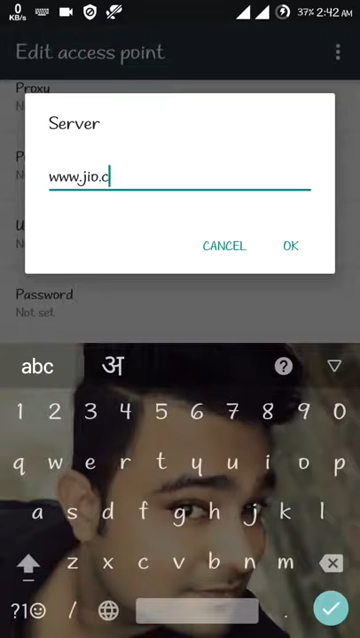 0 KB/s 37% 2:42 AM
Edit access point
Proxy
Server
www.jio.c
CANCEL OK
Password
Not set
abc अ
1 2 3 4 5 6 7 8 9 0
q w e r t y u i o p
a s d f g h j k l
z x c v b n m
?1 / .